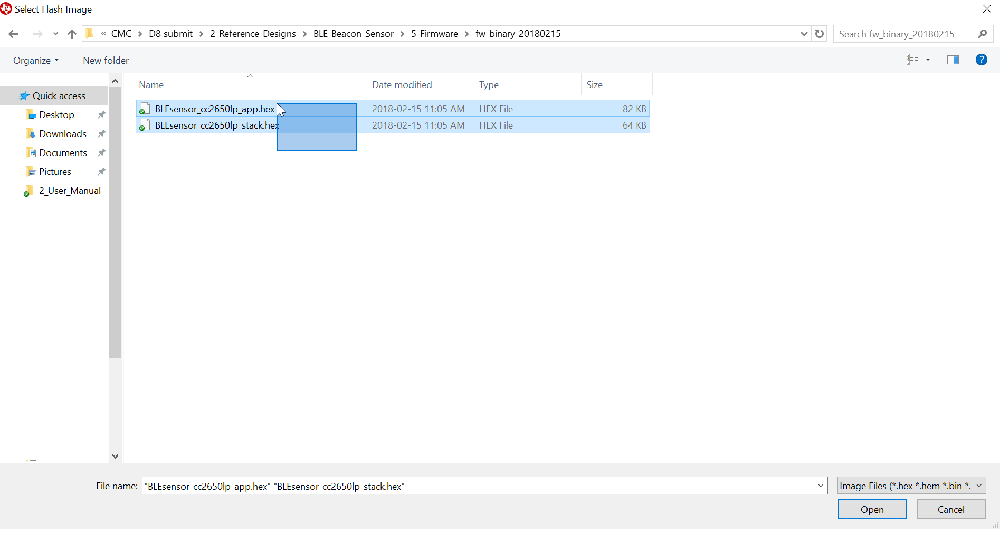 Select Flash Image
« CMC > D8 submit > 2_Reference_Designs > BLE_Beacon_Sensor > 5_Firmware > fw_binary_20180215
Search fw_binary_20180215
Organize New folder
?
Name Date modified Type Size
Quick access
Desktop
Downloads
Documents
Pictures
2_User_Manual
BLEsensor_cc2650lp_app.hex 2018-02-15 11:05 AM HEX File 82 KB
BLEsensor_cc2650lp_stack.hex 2018-02-15 11:05 AM HEX File 64 KB
File name: "BLEsensor_cc2650lp_app.hex" "BLEsensor_cc2650lp_stack.hex"
Image Files (*.hex *.hem *.bin *.
Open Cancel